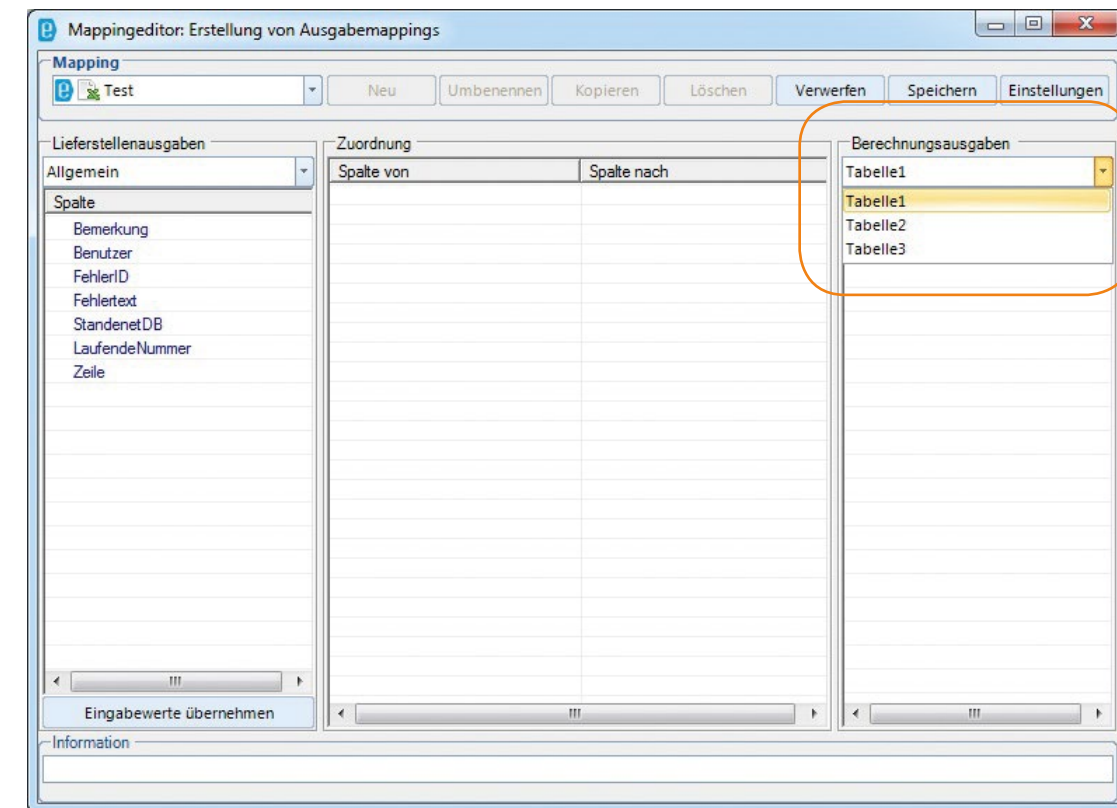 Mappingeditor: Erstellung von Ausgabemappings
Mapping
Test
Neu
Umbenennen
Kopieren
Löschen
Verwerfen
Speichern
Einstellungen
Lieferstellenausgaben
Allgemein
Spalte
Bemerkung
Benutzer
FehlerID
Fehlertext
StandenetDB
LaufendeNummer
Zeile
Eingabewerte übernehmen
Zuordnung
Spalte von
Spalte nach
Berechnungsausgaben
Tabelle1
Tabelle1
Tabelle2
Tabelle3
Information